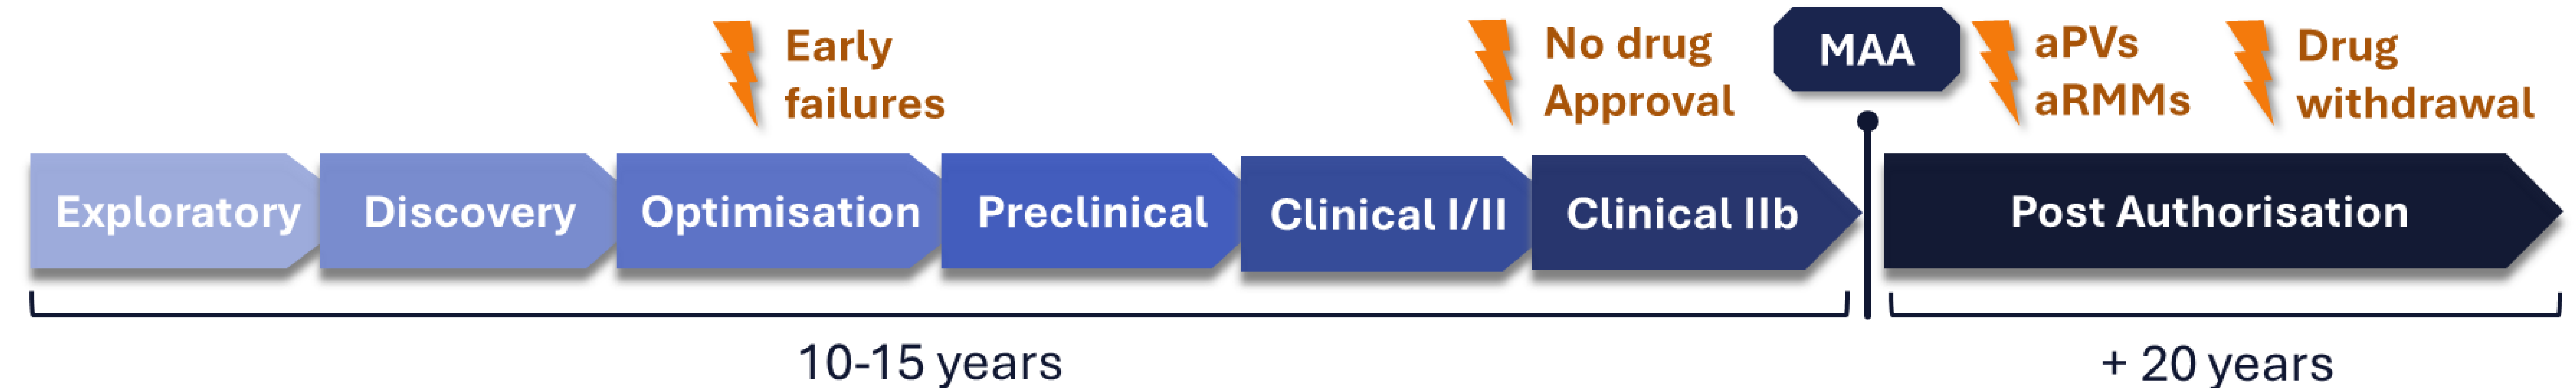 Early
failures
No drug
Approval
MAA
aPVs
aRMMs
Drug
withdrawal
Exploratory
Discovery
Optimisation
Preclinical
Clinical I/II
Clinical IIb
Post Authorisation
10-15 years
+ 20 years